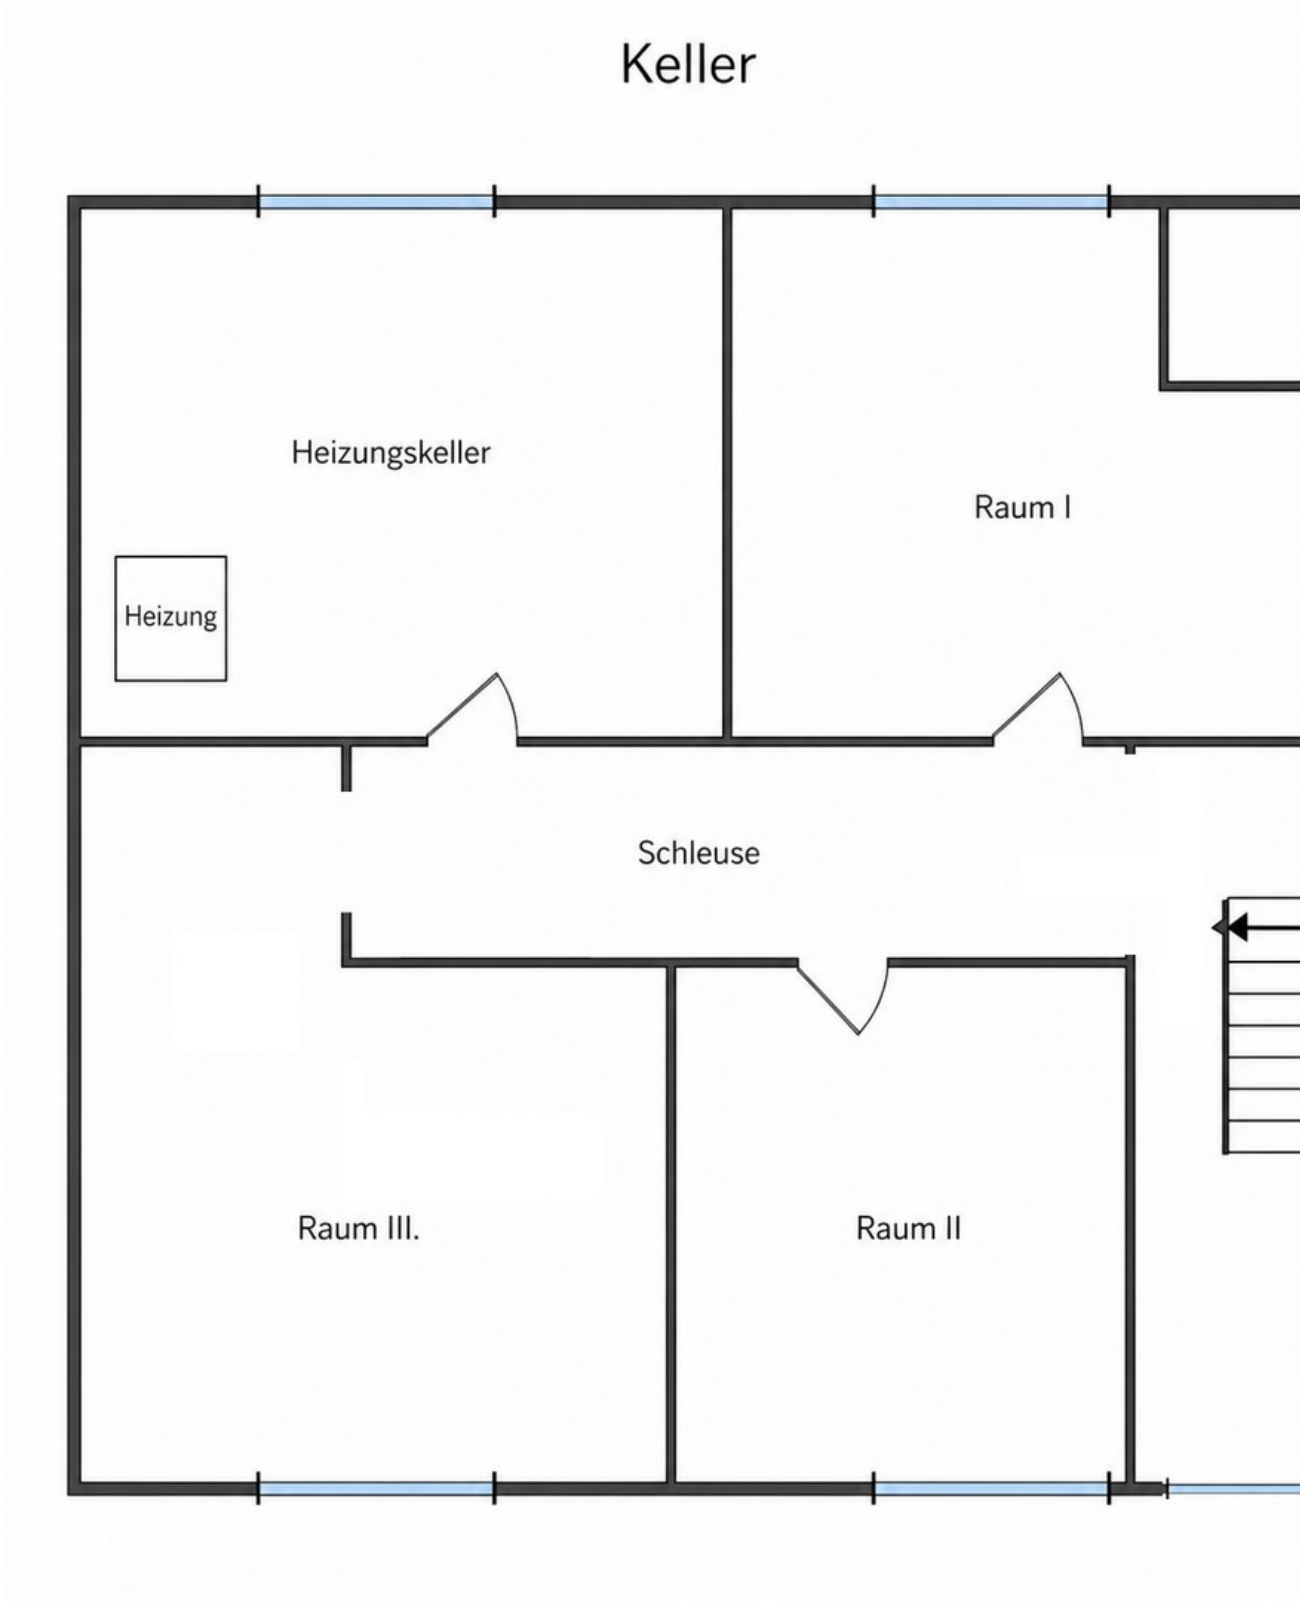 Keller
Heizungskeller
Raum I
Heizung
Schleuse
Raum III.
Raum II